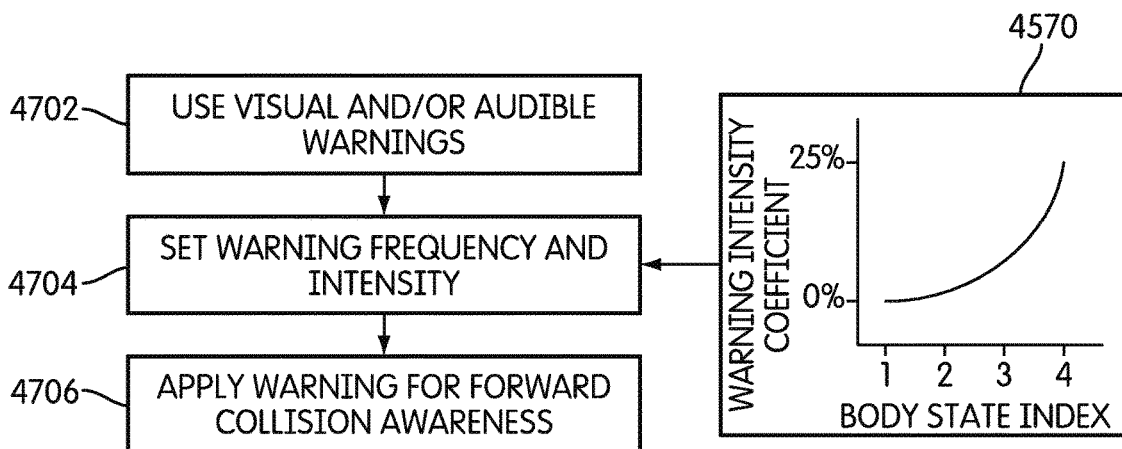 4570
4702
USE VISUAL AND/OR AUDIBLE
WARNINGS
4704
SET WARNING FREQUENCY AND
INTENSITY
4706
APPLY WARNING FOR FORWARD
COLLISION AWARENESS
WARNING INTENSITY
COEFFICIENT
25%
0%
1 2 3 4
BODY STATE INDEX